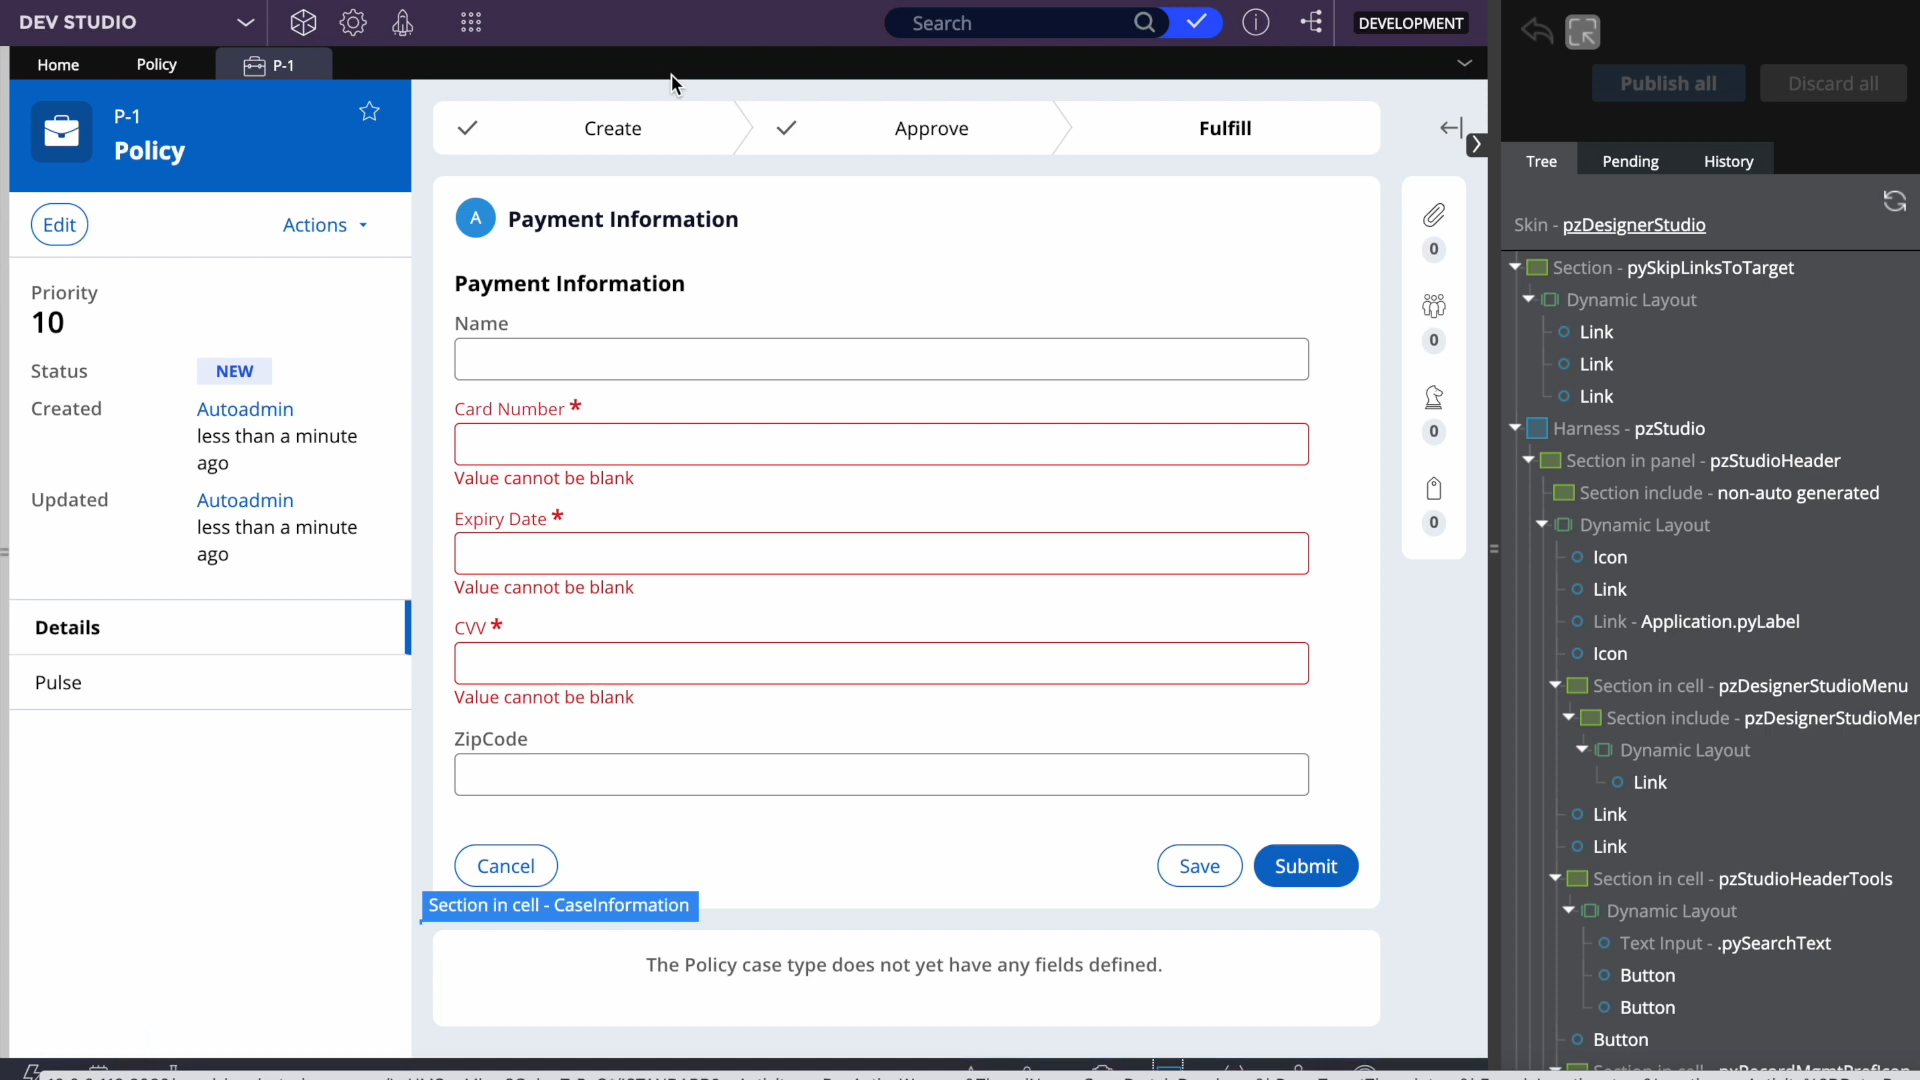 DEV STUDIO
Search
DEVELOPMENT
Home
Policy
P-1
P-1
Policy
Edit
Actions
Priority
10
Status
NEW
Created
Autoadmin
less than a minute
ago
Updated
Autoadmin
less than a minute
ago
Details
Pulse
Create
Approve
Fulfill
A
Payment Information
Payment Information
Name
Card Number *
Value cannot be blank
Expiry Date *
Value cannot be blank
CVV *
Value cannot be blank
ZipCode
Cancel
Save
Submit
Section in cell - CaseInformation
The Policy case type does not yet have any fields defined.
0
0
0
0
Publish all
Discard all
Tree
Pending
History
Skin - pzDesignerStudio
Section - pySkipLinksToTarget
Dynamic Layout
Link
Link
Link
Harness - pzStudio
Section in panel - pzStudioHeader
Section include - non-auto generated
Dynamic Layout
Icon
Link
Link - Application.pyLabel
Icon
Section in cell - pzDesignerStudioMenu
Section include - pzDesignerStudioMer
Dynamic Layout
Link
Link
Link
Section in cell - pzStudioHeaderTools
Dynamic Layout
Text Input - .pySearchText
Button
Button
Button